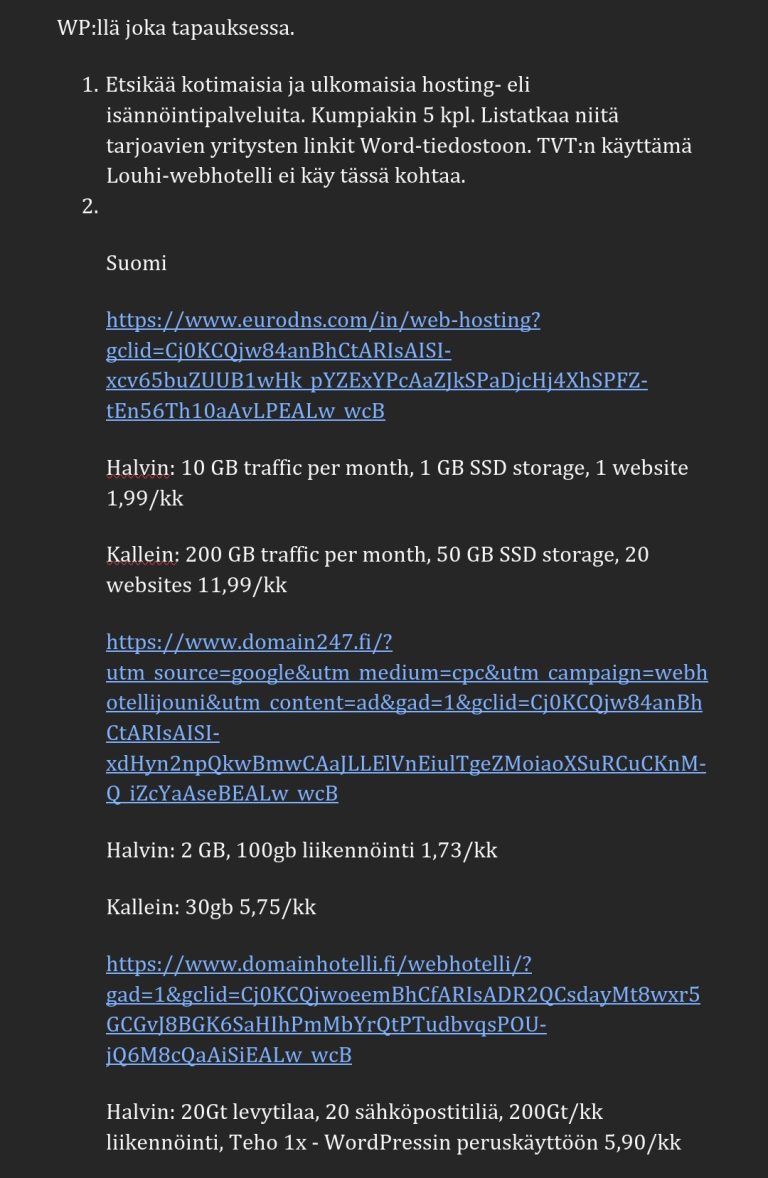 WP:llä joka tapauksessa.
1. Etsikää kotimaisia ja ulkomaisia hosting- eli
isännöintipalveluita. Kumpiakin 5 kpl. Listatkaa niitä
tarjoavien yritysten linkit Word-tiedostoon. TVT:n käyttämä
Louhi-webhotelli ei käy tässä kohtaa.
2.
Suomi
https://www.eurodns.com/in/web-hosting?
gclid=Cj0KCQjw84anBhCtARIsAISI-
xcv65buZUUB1wHk_pYZExYPcAaZJkSPaDjcHj4XhSPFZ-
tEn56Th10aAvLPEALw_wcB
Halvin: 10 GB traffic per month, 1 GB SSD storage, 1 website
1,99/kk
Kallein: 200 GB traffic per month, 50 GB SSD storage, 20
websites 11,99/kk
https://www.domain247.fi/?
utm_source=google&utm_medium=cpc&utm_campaign=webh
otellijouni&utm_content=ad&gad=1&gclid=Cj0KCQjw84anBh
CtARIsAISI-
xdHyn2npQkwBmwCAaJLLElVnEiulTgeZMoiaoXSuRCuCKnM-
Q_iZcYaAseBEALw_wcB
Halvin: 2 GB, 100gb liikennöinti 1,73/kk
Kallein: 30gb 5,75/kk
https://www.domainhotelli.fi/webhotelli/?
gad=1&gclid=Cj0KCQjwoeemBhCfARIsADR2QCsdayMt8wxr5
GCGvJ8BGK6SaHIhPmMbYrQtPTudbvqsPOU-
jQ6M8cQaAiSiEALw_wcB
Halvin: 20Gt levytilaa, 20 sähköpostitiliä, 200Gt/kk
liikennöinti, Teho 1x - WordPressin peruskäyttöön 5,90/kk